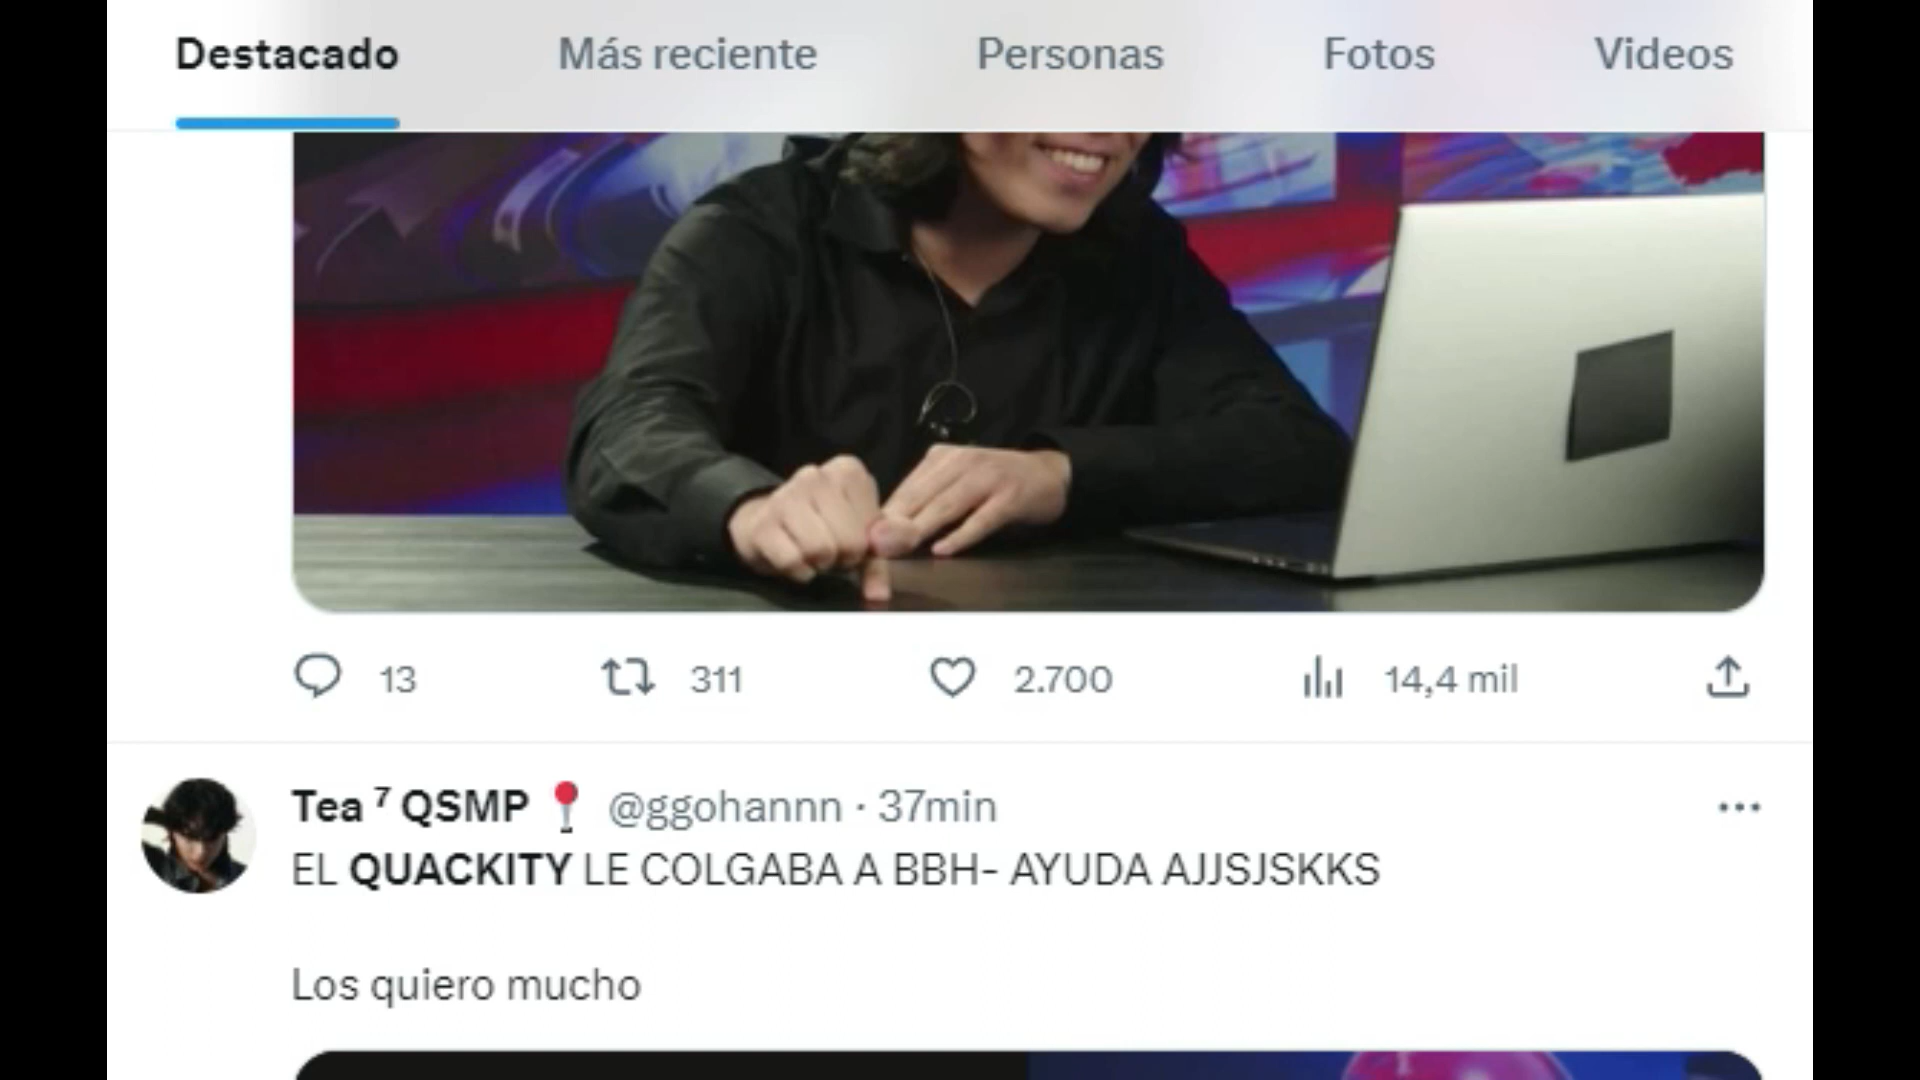 Destacado Más reciente Personas Fotos Videos
13 311 2.700 14,4 mil
Tea ⁷ QSMP 📍 @ggohannn · 37min
EL QUACKITY LE COLGABA A BBH- AYUDA AJJSJSKKS
Los quiero mucho